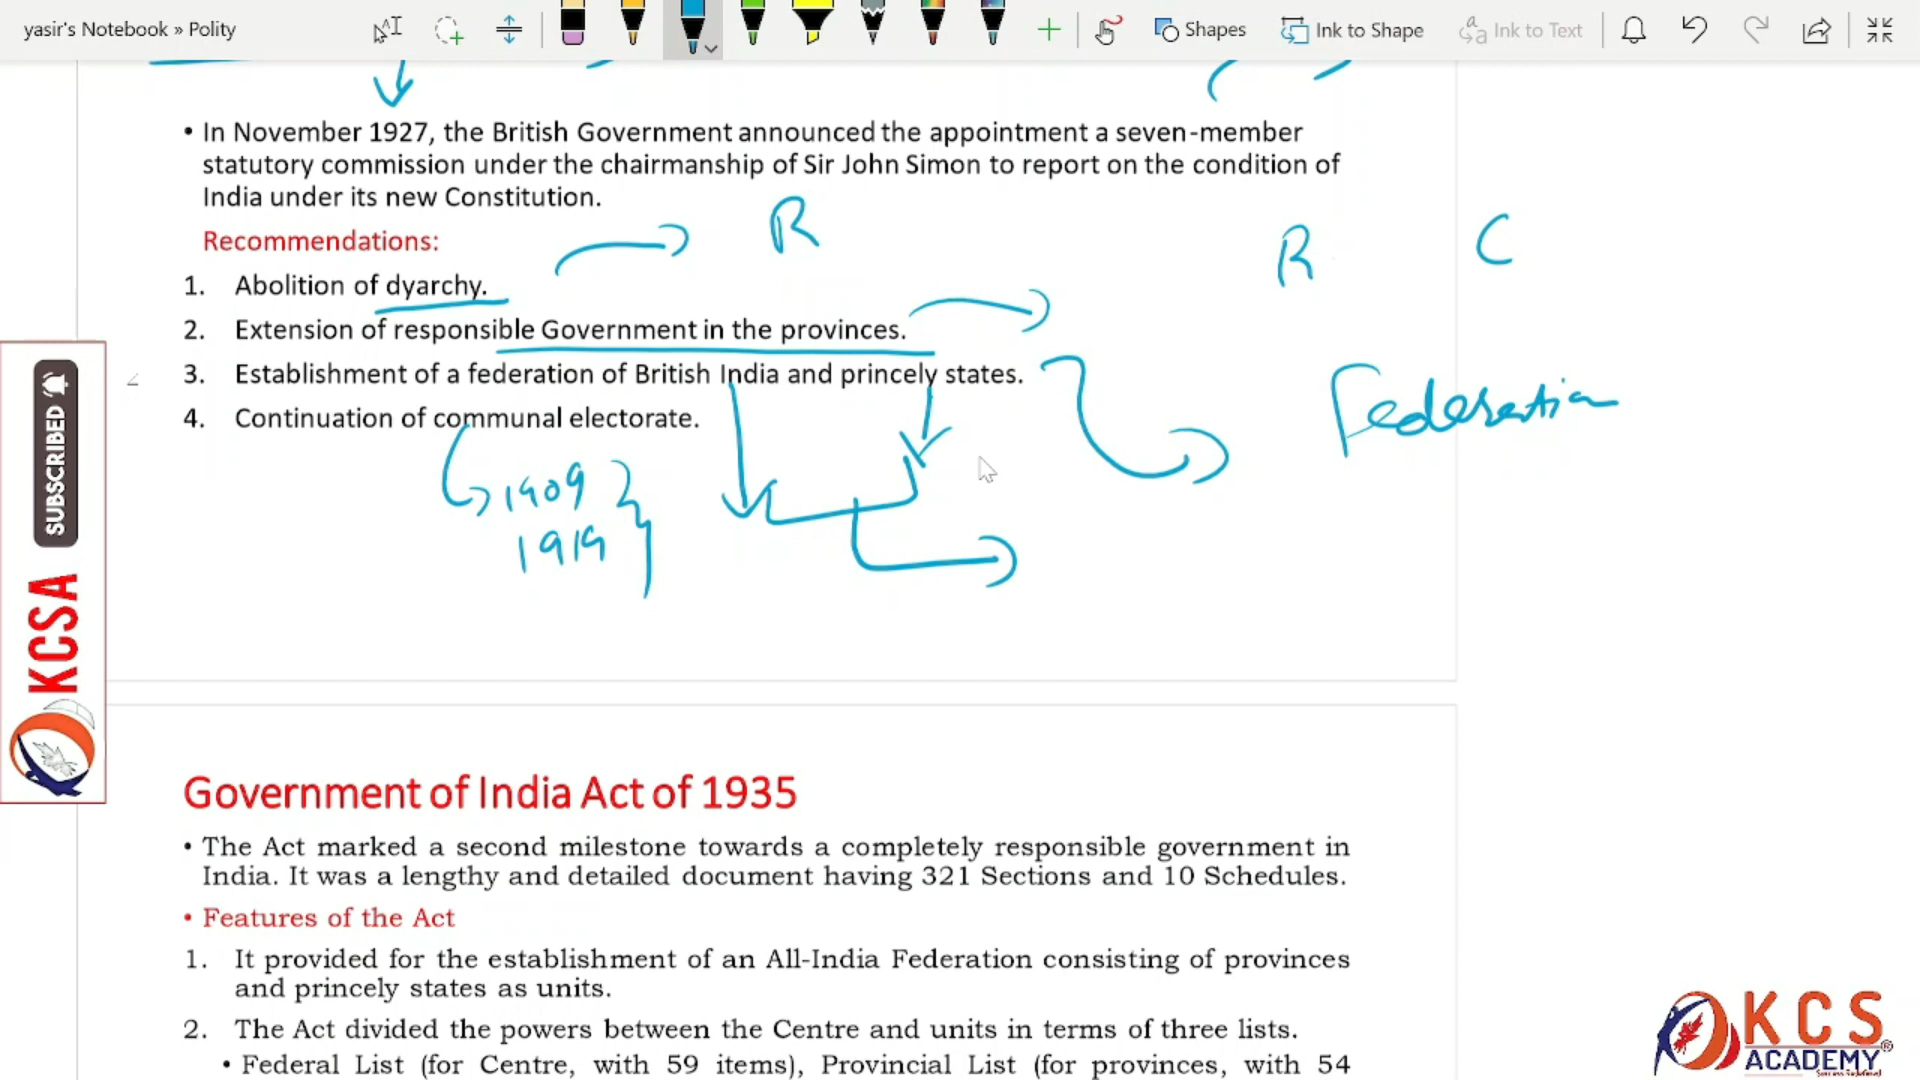 yasir's Notebook » Polity
Shapes
Ink to Shape
Ink to Text
• In November 1927, the British Government announced the appointment a seven-member
statutory commission under the chairmanship of Sir John Simon to report on the condition of
India under its new Constitution.
R
R
C
Recommendations:
1. Abolition of dyarchy.
2. Extension of responsible Government in the provinces.
3. Establishment of a federation of British India and princely states.
Federation
4. Continuation of communal electorate.
1909
1919
SUBSCRIBED
KCSA
Government of India Act of 1935
• The Act marked a second milestone towards a completely responsible government in
India. It was a lengthy and detailed document having 321 Sections and 10 Schedules.
• Features of the Act
1. It provided for the establishment of an All-India Federation consisting of provinces
and princely states as units.
2. The Act divided the powers between the Centre and units in terms of three lists.
• Federal List (for Centre, with 59 items), Provincial List (for provinces, with 54
KCS
ACADEMY®